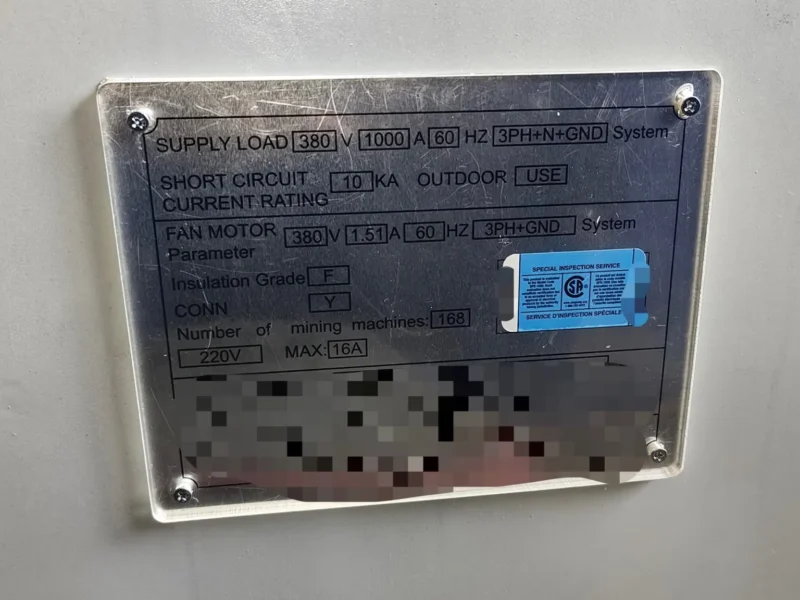 SUPPLY LOAD 380 V 1000 A 60 HZ 3PH+N+GND System
SHORT CIRCUIT 10 KA OUTDOOR USE
CURRENT RATING
FAN MOTOR 380 V 1.51 A 60 HZ 3PH+GND System
Parameter
Insulation Grade F
CONN Y
Number of mining machines: 168
220V MAX: 16A
SPECIAL INSPECTION SERVICE
CSA
SERVICE D'INSPECTION SPÉCIALE